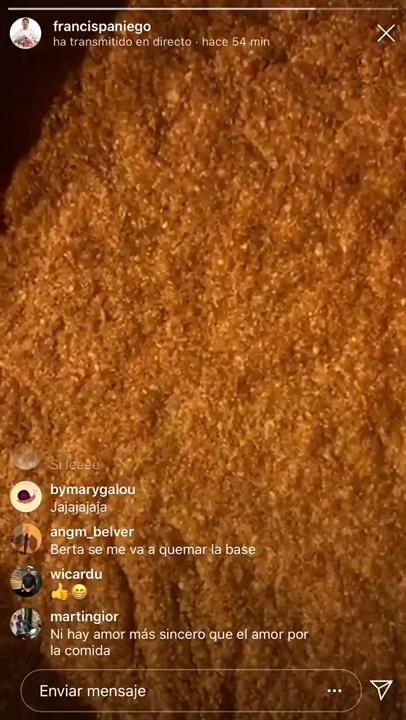 francispaniego
ha transmitido en directo · hace 54 min
Si leeee
bymarygalou
Jajajajaja
angm_belver
Berta se me va a quemar la base
wicardu
👍😁
martingior
Ni hay amor más sincero que el amor por
la comida
Enviar mensaje